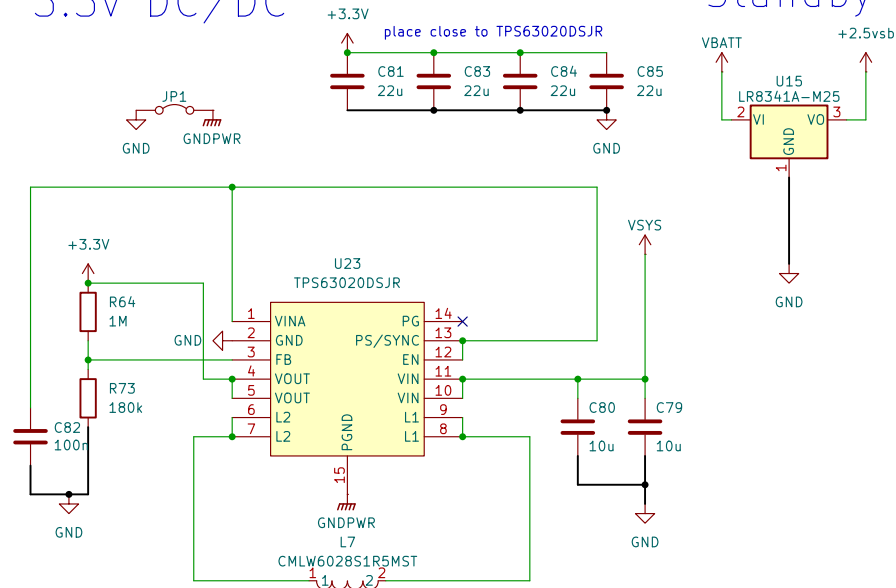 3.3V DC/DC
Standby
+3.3V
place close to TPS63020DSJR
C81
22u
C83
22u
C84
22u
C85
22u
GND
JP1
GND
GNDPWR
VBATT
+2.5vsb
U15
LR8341A-M25
2
VI
VO
3
GND
1
GND
+3.3V
R64
1M
R73
180k
C82
100n
GND
U23
TPS63020DSJR
1
VINA
GND
2
GND
3
FB
4
VOUT
5
VOUT
6
L2
7
L2
PG
14
PS/SYNC
13
EN
12
VIN
11
VIN
10
L1
9
L1
8
PGND
15
GNDPWR
VSYS
C80
10u
C79
10u
GND
L7
CMLW6028S1R5MST
1
1
2
2